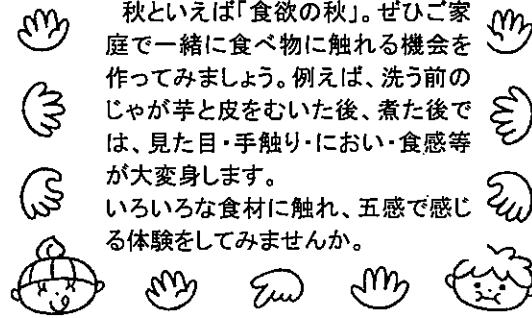 秋といえば「食欲の秋」。ぜひご家
庭で一緒に食べ物に触れる機会を
作ってみましょう。例えば、洗う前の
じゃが芋と皮をむいた後、煮た後で
は、見た目・手触り・におい・食感等
が大変身します。
いろいろな食材に触れ、五感で感じ
る体験をしてみませんか。